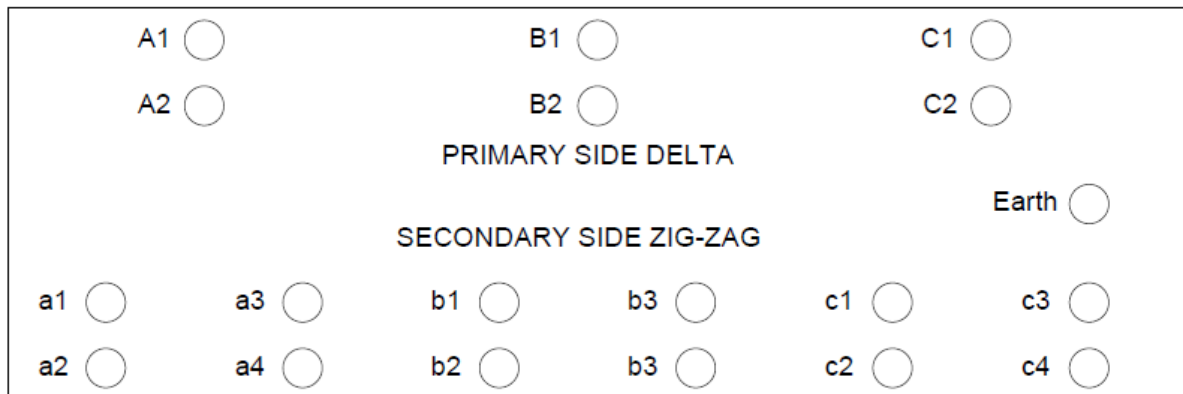 A1 B1 C1
A2 B2 C2
PRIMARY SIDE DELTA
Earth
SECONDARY SIDE ZIG-ZAG
a1 a3 b1 b3 c1 c3
a2 a4 b2 b3 c2 c4